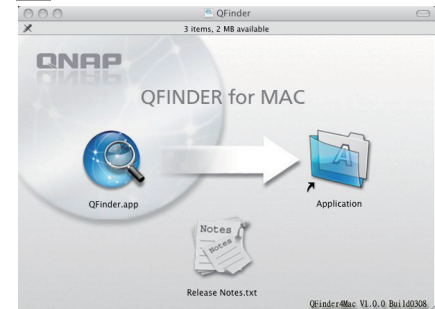 QFinder
3 items, 2 MB available
QNAP
QFINDER for MAC
A
QFinder.app
Application
Notes
Notes
Release Notes.txt
QFinder4Mac V1.0.0 Build0308